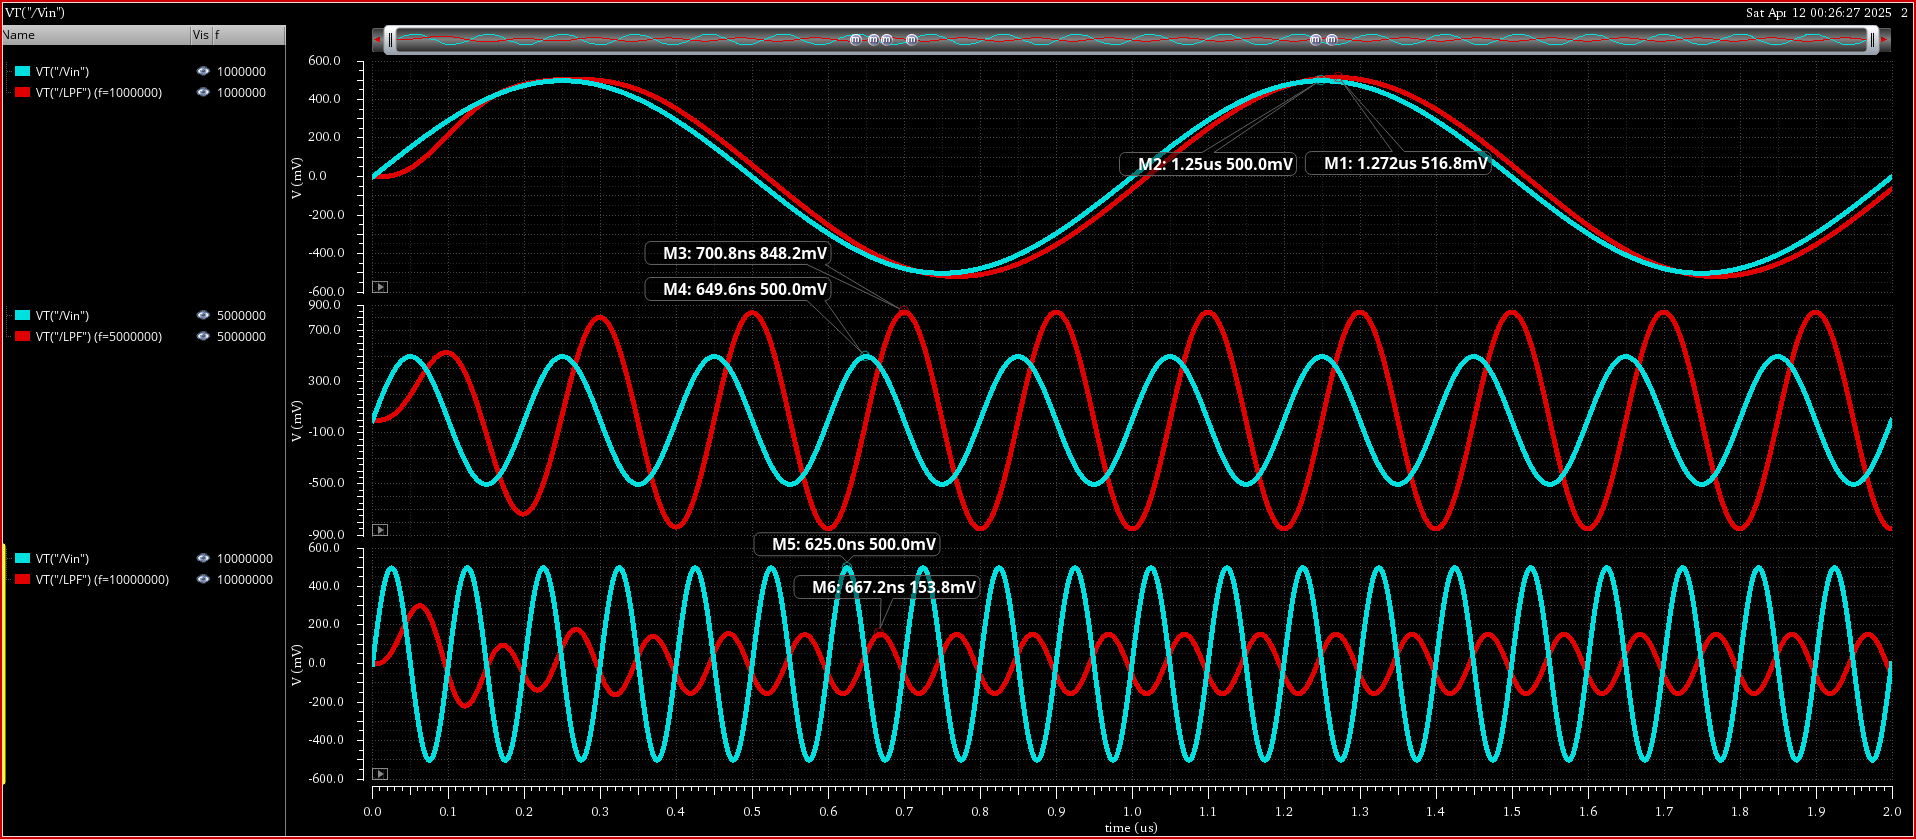 VT("/Vin")
Sat Apr 12 00:26:27 2025 2
Name Vis f
VT("/Vin") 1000000
VT("/LPF") (f=1000000) 1000000
600.0
400.0
200.0
0.0
-200.0
-400.0
-600.0
V (mV)
M2: 1.25us 500.0mV
M1: 1.272us 516.8mV
VT("/Vin") 5000000
VT("/LPF") (f=5000000) 5000000
900.0
700.0
300.0
-100.0
-500.0
-900.0
V (mV)
M3: 700.8ns 848.2mV
M4: 649.6ns 500.0mV
VT("/Vin") 10000000
VT("/LPF") (f=10000000) 10000000
600.0
400.0
200.0
0.0
-200.0
-400.0
-600.0
V (mV)
M5: 625.0ns 500.0mV
M6: 667.2ns 153.8mV
0.0 0.1 0.2 0.3 0.4 0.5 0.6 0.7 0.8 0.9 1.0 1.1 1.2 1.3 1.4 1.5 1.6 1.7 1.8 1.9 2.0
time (us)